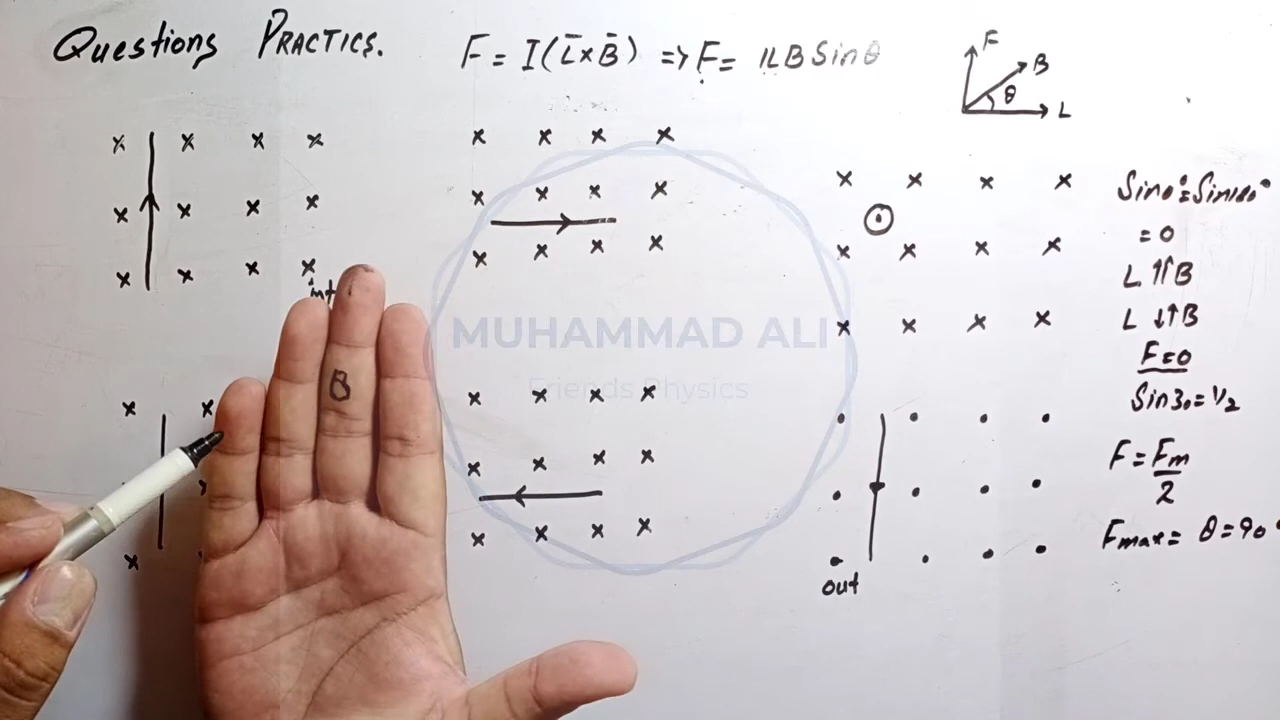 Questions PRACTICS.
F = I(L̄×B̄) => F = ILB Sinθ
F
B
θ
L
int
B
out
Sin0° = Sin180°
= 0
L ↑↑ B
L ↓↑ B
F=0
Sin30=1/2
F = Fm/2
Fmax = θ = 90°
MUHAMMAD ALI
Friends Physics